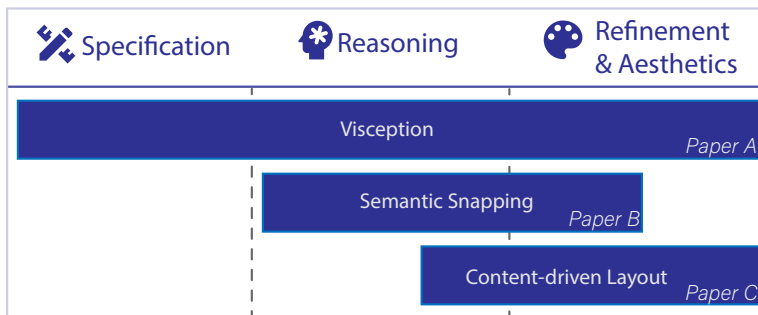 Specification
Reasoning
Refinement
& Aesthetics
Visception
Paper A
Semantic Snapping
Paper B
Content-driven Layout
Paper C